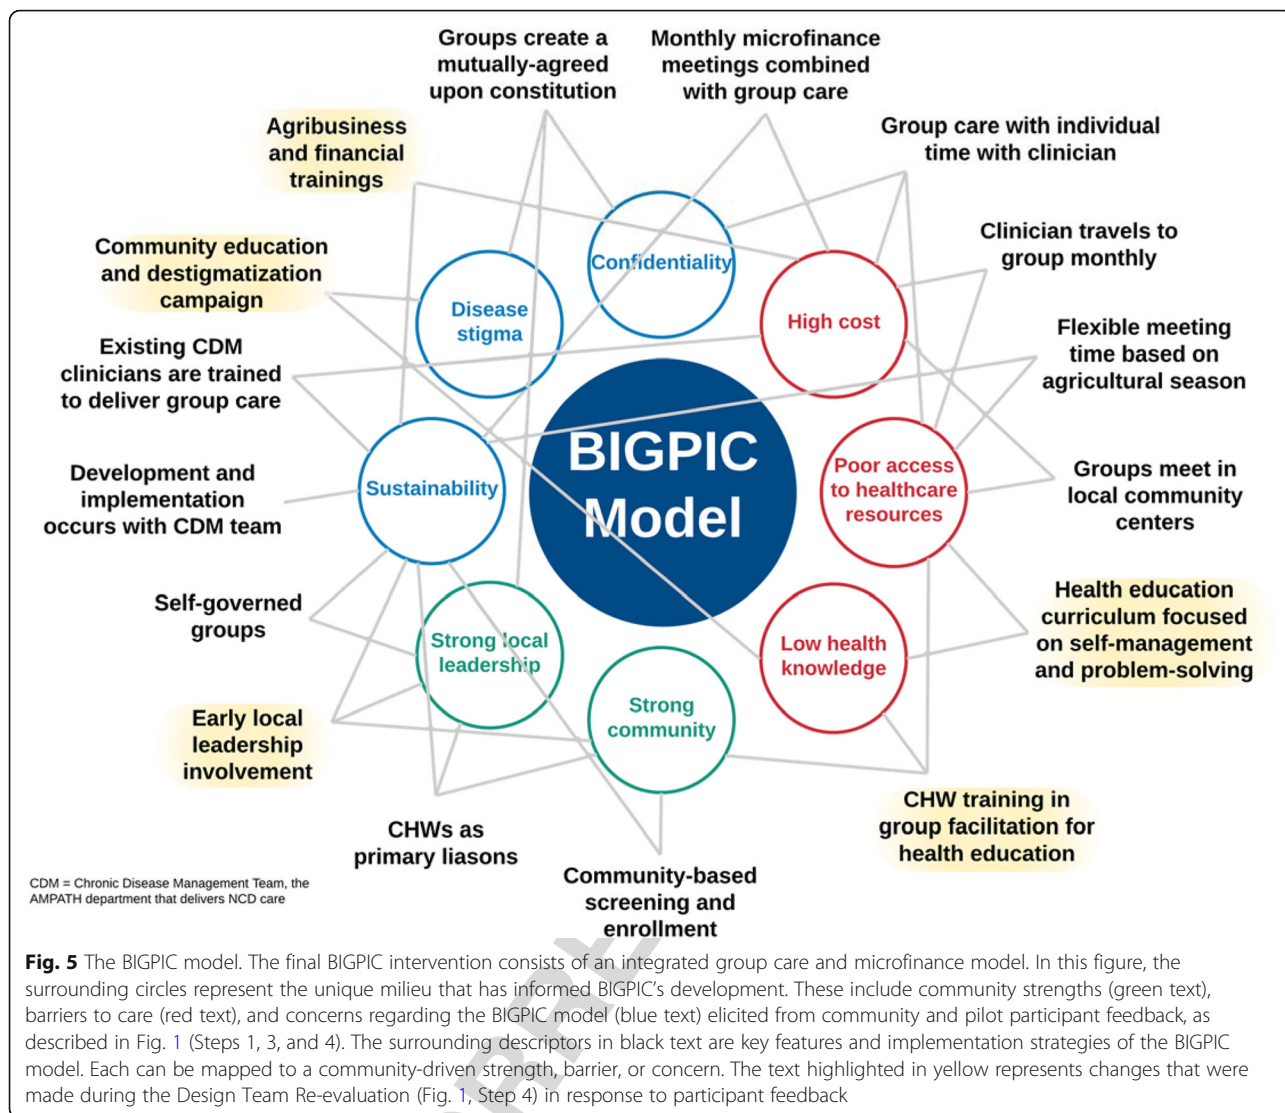 Groups create a
mutually-agreed
upon constitution
Monthly microfinance
meetings combined
with group care
Agribusiness
and financial
trainings
Group care with individual
time with clinician
Community education
and destigmatization
campaign
Clinician travels to
group monthly
Confidentiality
Disease
stigma
High cost
Existing CDM
clinicians are trained
to deliver group care
Flexible meeting
time based on
agricultural season
BIGPIC
Model
Sustainability
Poor access
to healthcare
resources
Development and
implementation
occurs with CDM team
Groups meet in
local community
centers
Self-governed
groups
Strong local
leadership
Low health
knowledge
Health education
curriculum focused
on self-management
and problem-solving
Strong
community
Early local
leadership
involvement
CHWs as
primary liasons
CHW training in
group facilitation for
health education
Community-based
screening and
enrollment
CDM = Chronic Disease Management Team, the
AMPATH department that delivers NCD care
Fig. 5 The BIGPIC model. The final BIGPIC intervention consists of an integrated group care and microfinance model. In this figure, the
surrounding circles represent the unique milieu that has informed BIGPIC's development. These include community strengths (green text),
barriers to care (red text), and concerns regarding the BIGPIC model (blue text) elicited from community and pilot participant feedback, as
described in Fig. 1 (Steps 1, 3, and 4). The surrounding descriptors in black text are key features and implementation strategies of the BIGPIC
model. Each can be mapped to a community-driven strength, barrier, or concern. The text highlighted in yellow represents changes that were
made during the Design Team Re-evaluation (Fig. 1, Step 4) in response to participant feedback